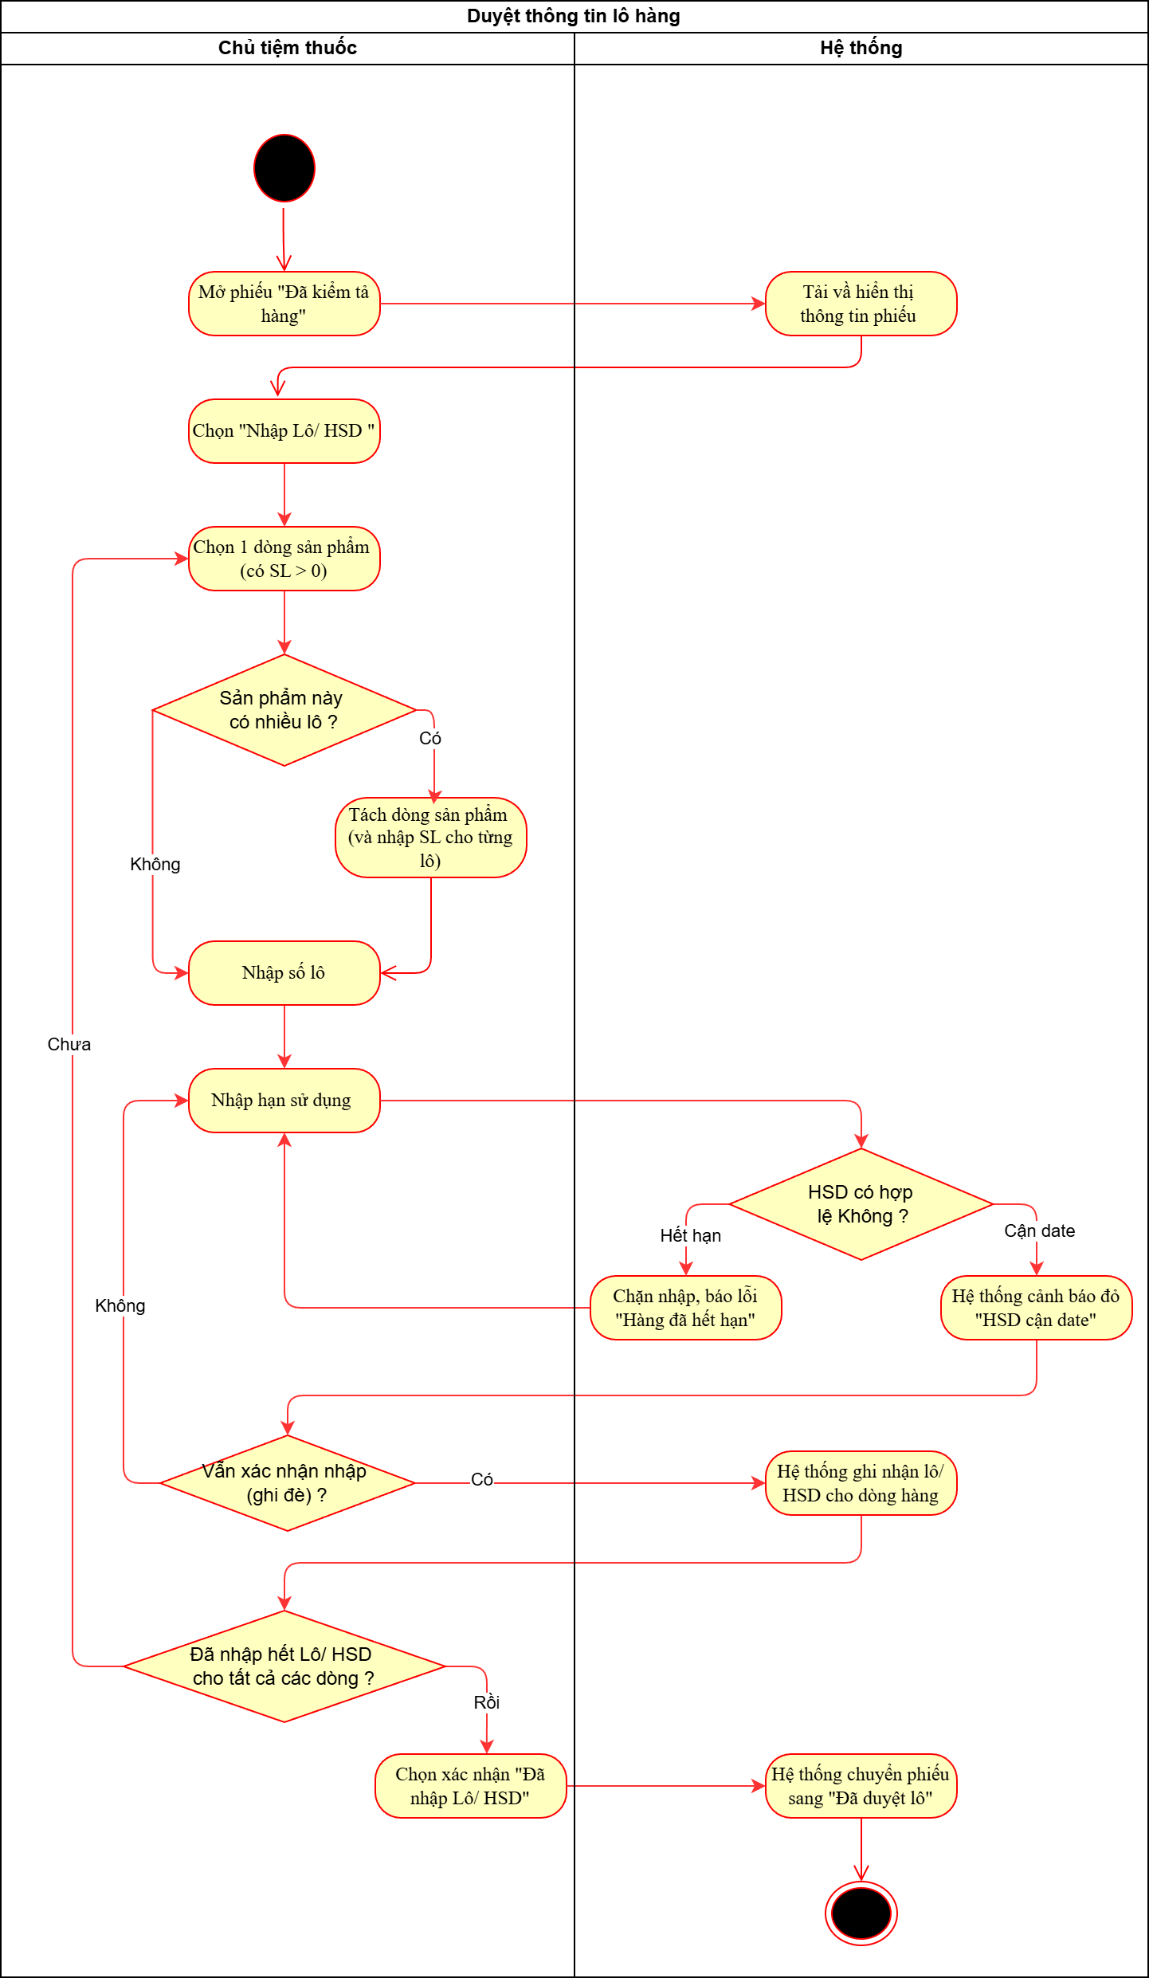 Duyệt thông tin lô hàng
Chủ tiệm thuốc
Hệ thống
Mở phiếu "Đã kiểm tả
hàng"
Tải vầ hiển thị
thông tin phiếu
Chọn "Nhập Lô/ HSD "
Chọn 1 dòng sản phẩm
(có SL > 0)
Sản phẩm này
có nhiều lô ?
Có
Tách dòng sản phẩm
(và nhập SL cho từng
lô)
Không
Nhập số lô
Chưa
Nhập hạn sử dụng
HSD có hợp
lệ Không ?
Hết hạn
Cận date
Chặn nhập, báo lỗi
"Hàng đã hết hạn"
Hệ thống cảnh báo đỏ
"HSD cận date"
Không
Vẫn xác nhận nhập
(ghi đè) ?
Có
Hệ thống ghi nhận lô/
HSD cho dòng hàng
Đã nhập hết Lô/ HSD
cho tất cả các dòng ?
Rồi
Chọn xác nhận "Đã
nhập Lô/ HSD"
Hệ thống chuyển phiếu
sang "Đã duyệt lô"